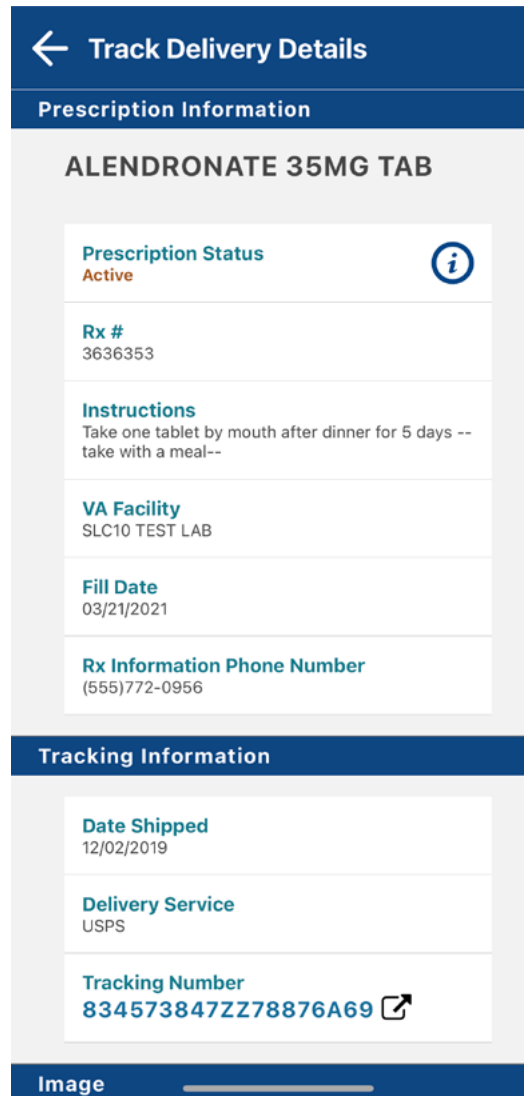 Track Delivery Details
Prescription Information
ALENDRONATE 35MG TAB
Prescription Status
Active
Rx #
3636353
Instructions
Take one tablet by mouth after dinner for 5 days --
take with a meal--
VA Facility
SLC10 TEST LAB
Fill Date
03/21/2021
Rx Information Phone Number
(555)772-0956
Tracking Information
Date Shipped
12/02/2019
Delivery Service
USPS
Tracking Number
834573847ZZ78876A69
Image